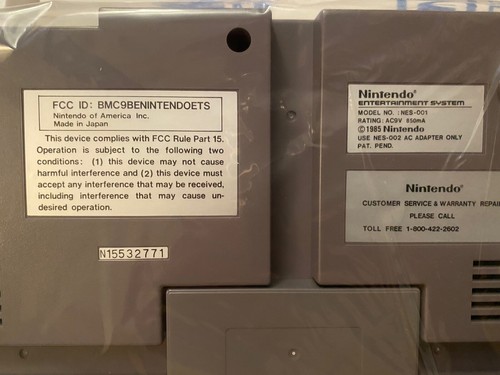 FCC ID: BMC9BENINTENDOETS
Nintendo of America Inc.
Made in Japan
This device complies with FCC Rule Part 15.
Operation is subject to the following two
conditions: (1) this device may not cause
harmful interference and (2) this device must
accept any interference that may be received,
including interference that may cause un-
desired operation.
N15532771
Nintendo®
ENTERTAINMENT SYSTEM
MODEL NO. : NES-001
RATING: AC9V 850mA
©1985 Nintendo
USE NES-002 AC ADAPTER ONLY
PAT. PEND.
Nintendo®
CUSTOMER SERVICE & WARRANTY REPAI
PLEASE CALL
TOLL FREE 1-800-422-2602